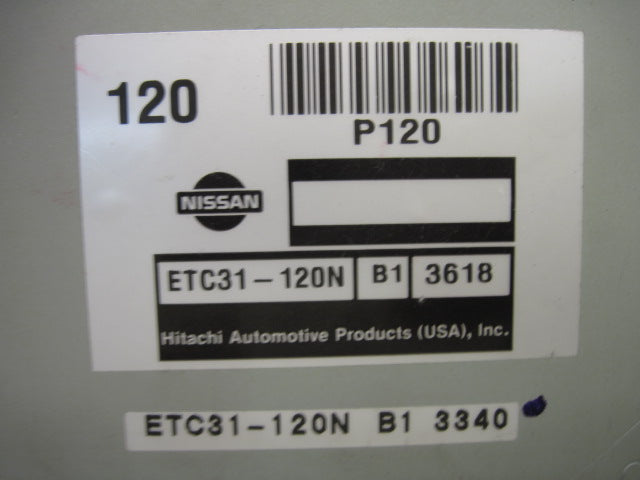 120
P120
NISSAN
ETC31-120N B1 3618
Hitachi Automotive Products (USA), Inc.
ETC31-120N B1 3340